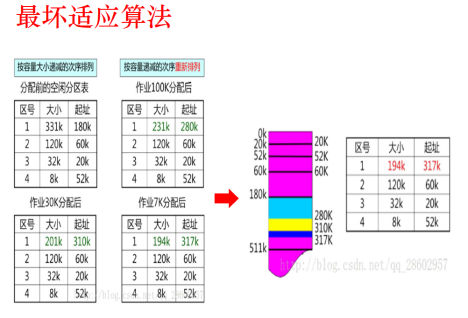 最坏适应算法
按容量大小递减的次序排列
分配前的空闲分区表
区号 大小 起址
1 331k 180k
2 120k 60k
3 32k 20k
4 8k 52k
按容量递减的次序重新排列
作业100K分配后
区号 大小 起址
1 231k 280k
2 120k 60k
3 32k 20k
4 8k 52k
作业30K分配后
区号 大小 起址
1 201k 310k
2 120k 60k
3 32k 20k
4 8k 52k
作业7K分配后
区号 大小 起址
1 194k 317k
2 120k 60k
3 32k 20k
4 8k 52k
0k
20k
52k
60k
180k
511k
20K
52K
60K
280K
310K
317K
区号 大小 起址
1 194k 317k
2 120k 60k
3 32k 20k
4 8k 52k
http://blog.csdn.net/qq_28602957